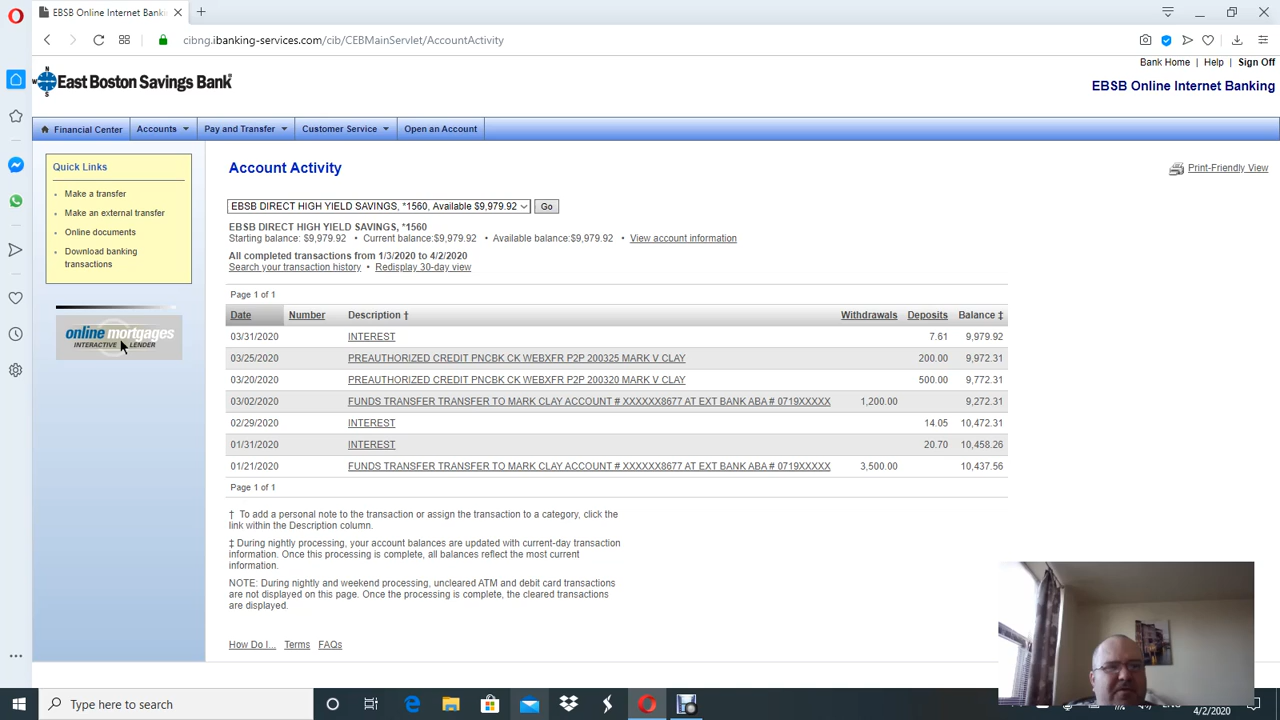 EBSB Online Internet Banki
cibng.ibanking-services.com/cib/CEBMainServlet/AccountActivity
Bank Home | Help | Sign Off
N
East Boston Savings Bank
S
EBSB Online Internet Banking
Financial Center Accounts Pay and Transfer Customer Service Open an Account
Quick Links
Make a transfer
Make an external transfer
Online documents
Download banking
transactions
online mortgages
INTERACTIVE LENDER
Account Activity
Print-Friendly View
EBSB DIRECT HIGH YIELD SAVINGS, *1560, Available $9,979.92 Go
EBSB DIRECT HIGH YIELD SAVINGS, *1560
Starting balance: $9,979.92 • Current balance:$9,979.92 • Available balance:$9,979.92 • View account information
All completed transactions from 1/3/2020 to 4/2/2020
Search your transaction history • Redisplay 30-day view
Page 1 of 1
Date Number Description † Withdrawals Deposits Balance ‡
03/31/2020 INTEREST 7.61 9,979.92
03/25/2020 PREAUTHORIZED CREDIT PNCBK CK WEBXFR P2P 200325 MARK V CLAY 200.00 9,972.31
03/20/2020 PREAUTHORIZED CREDIT PNCBK CK WEBXFR P2P 200320 MARK V CLAY 500.00 9,772.31
03/02/2020 FUNDS TRANSFER TRANSFER TO MARK CLAY ACCOUNT # XXXXXX8677 AT EXT BANK ABA # 0719XXXXX 1,200.00 9,272.31
02/29/2020 INTEREST 14.05 10,472.31
01/31/2020 INTEREST 20.70 10,458.26
01/21/2020 FUNDS TRANSFER TRANSFER TO MARK CLAY ACCOUNT # XXXXXX8677 AT EXT BANK ABA # 0719XXXXX 3,500.00 10,437.56
Page 1 of 1
† To add a personal note to the transaction or assign the transaction to a category, click the
link within the Description column.
‡ During nightly processing, your account balances are updated with current-day transaction
information. Once this processing is complete, all balances reflect the most current
information.
NOTE: During nightly and weekend processing, uncleared ATM and debit card transactions
are not displayed on this page. Once the processing is complete, the cleared transactions
are displayed.
How Do I... Terms FAQs
Type here to search
4/2/2020